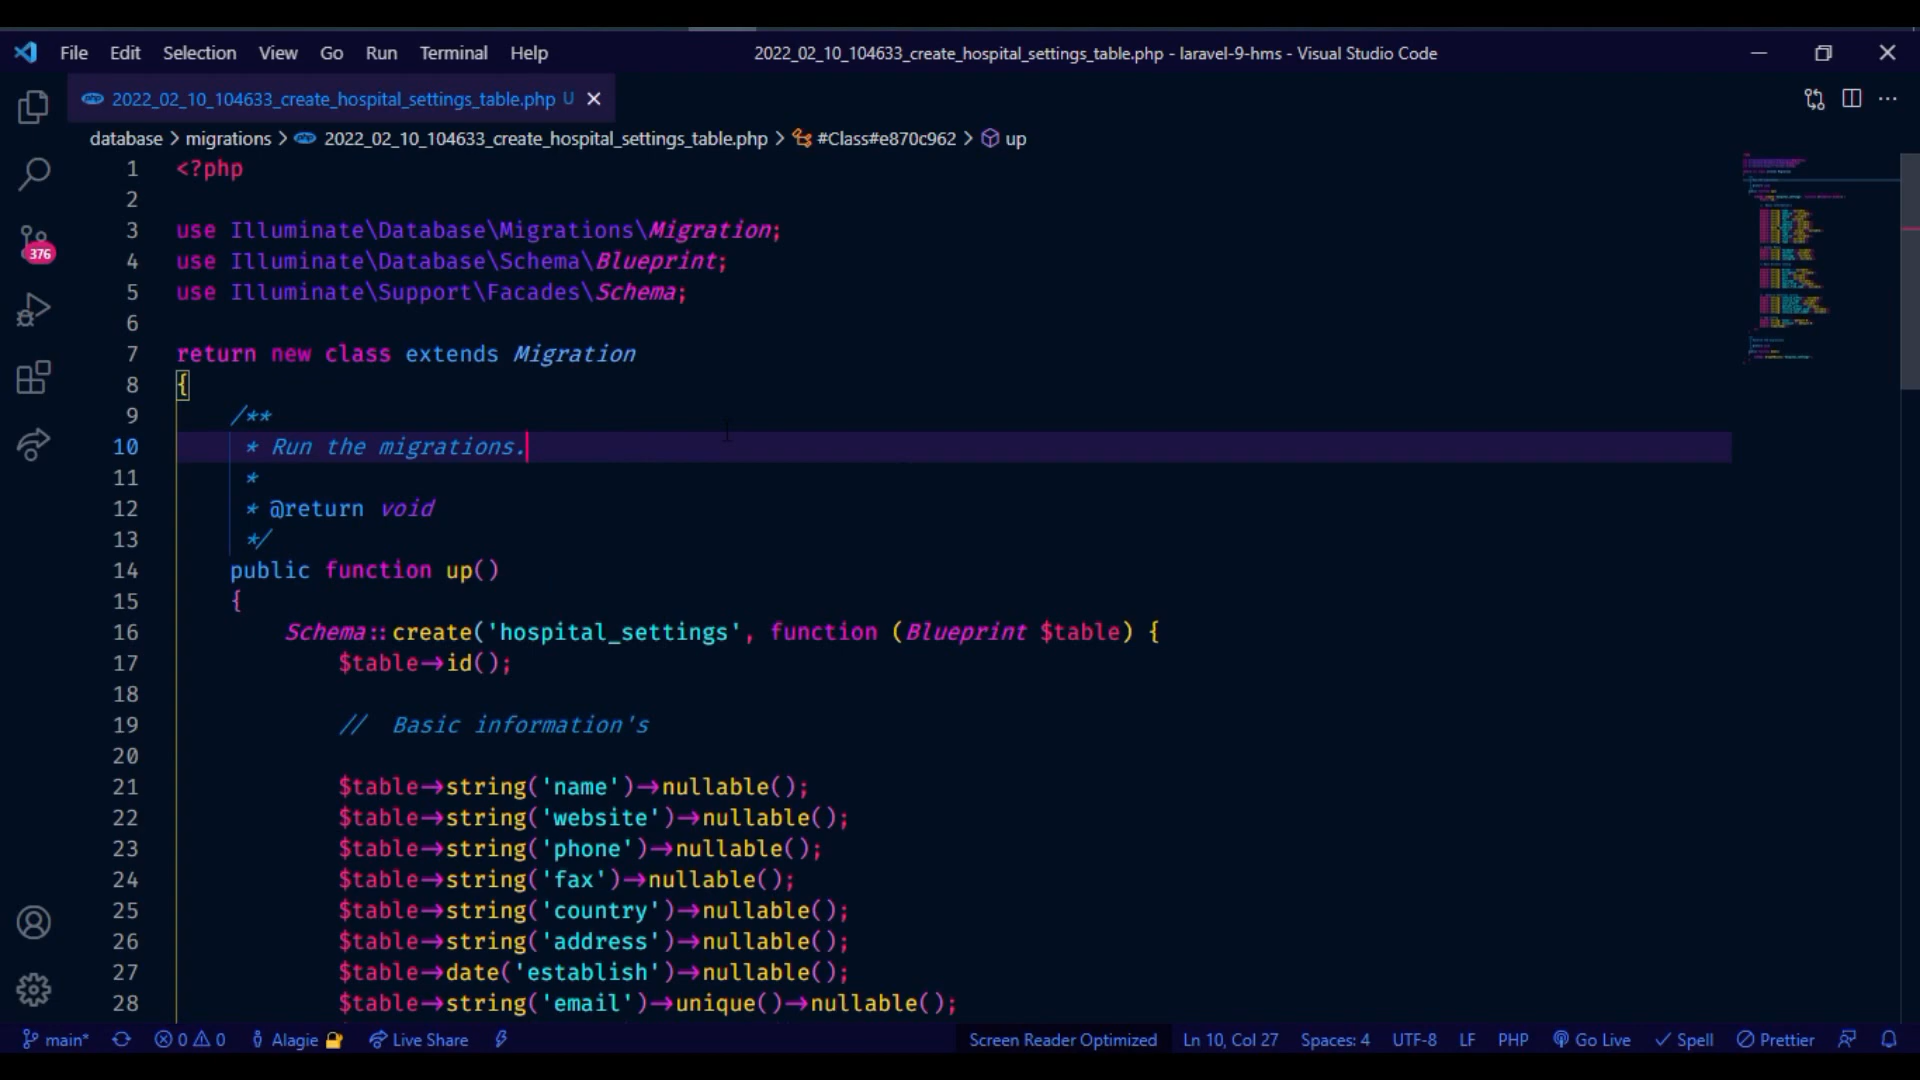 File Edit Selection View Go Run Terminal Help 2022_02_10_104633_create_hospital_settings_table.php - laravel-9-hms - Visual Studio Code
php 2022_02_10_104633_create_hospital_settings_table.php U
database > migrations > php 2022_02_10_104633_create_hospital_settings_table.php > #Class#e870c962 > up
1 <?php
2
3 use Illuminate\Database\Migrations\Migration;
4 use Illuminate\Database\Schema\Blueprint;
5 use Illuminate\Support\Facades\Schema;
6
7 return new class extends Migration
8 {
9 /**
10 * Run the migrations.
11 *
12 * @return void
13 */
14 public function up()
15 {
16 Schema::create('hospital_settings', function (Blueprint $table) {
17 $table->id();
18
19 // Basic information's
20
21 $table->string('name')->nullable();
22 $table->string('website')->nullable();
23 $table->string('phone')->nullable();
24 $table->string('fax')->nullable();
25 $table->string('country')->nullable();
26 $table->string('address')->nullable();
27 $table->date('establish')->nullable();
28 $table->string('email')->unique()->nullable();
376
main* 0 0 Alagie Live Share Screen Reader Optimized Ln 10, Col 27 Spaces: 4 UTF-8 LF PHP Go Live Spell Prettier